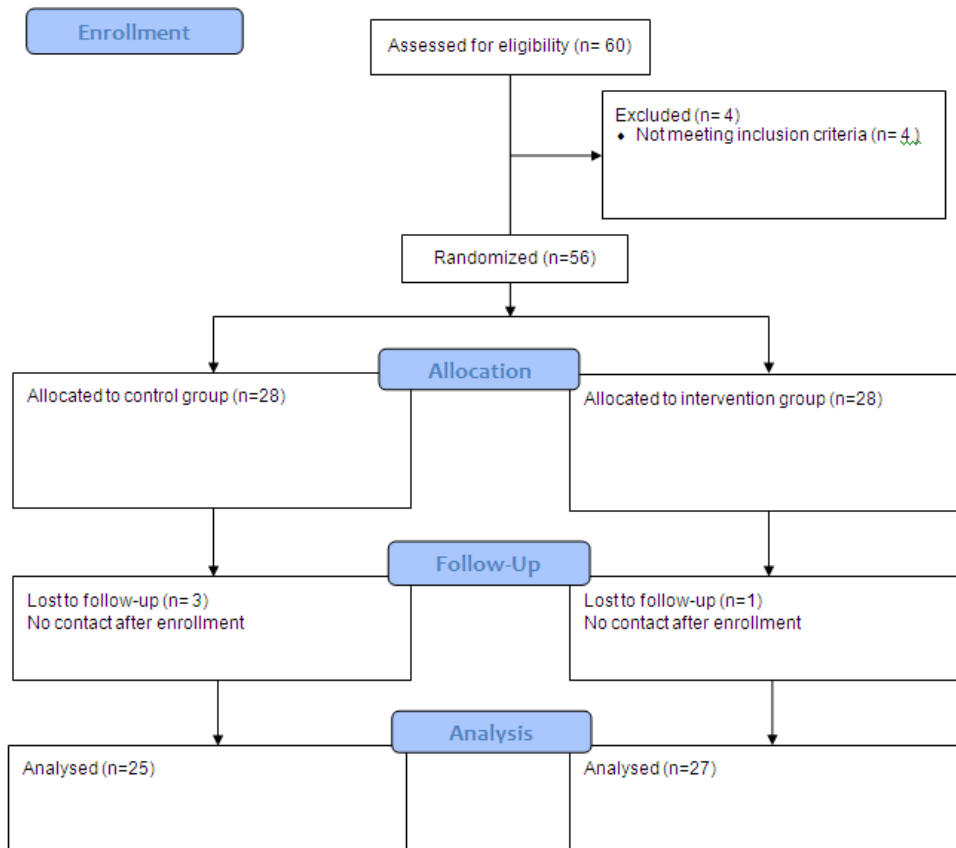 Enrollment
Assessed for eligibility (n= 60)
Excluded (n= 4)
⬥ Not meeting inclusion criteria (n= 4 )
Randomized (n=56)
Allocation
Allocated to control group (n=28)
Allocated to intervention group (n=28)
Follow-Up
Lost to follow-up (n= 3)
No contact after enrollment
Lost to follow-up (n=1)
No contact after enrollment
Analysis
Analysed (n=25)
Analysed (n=27)